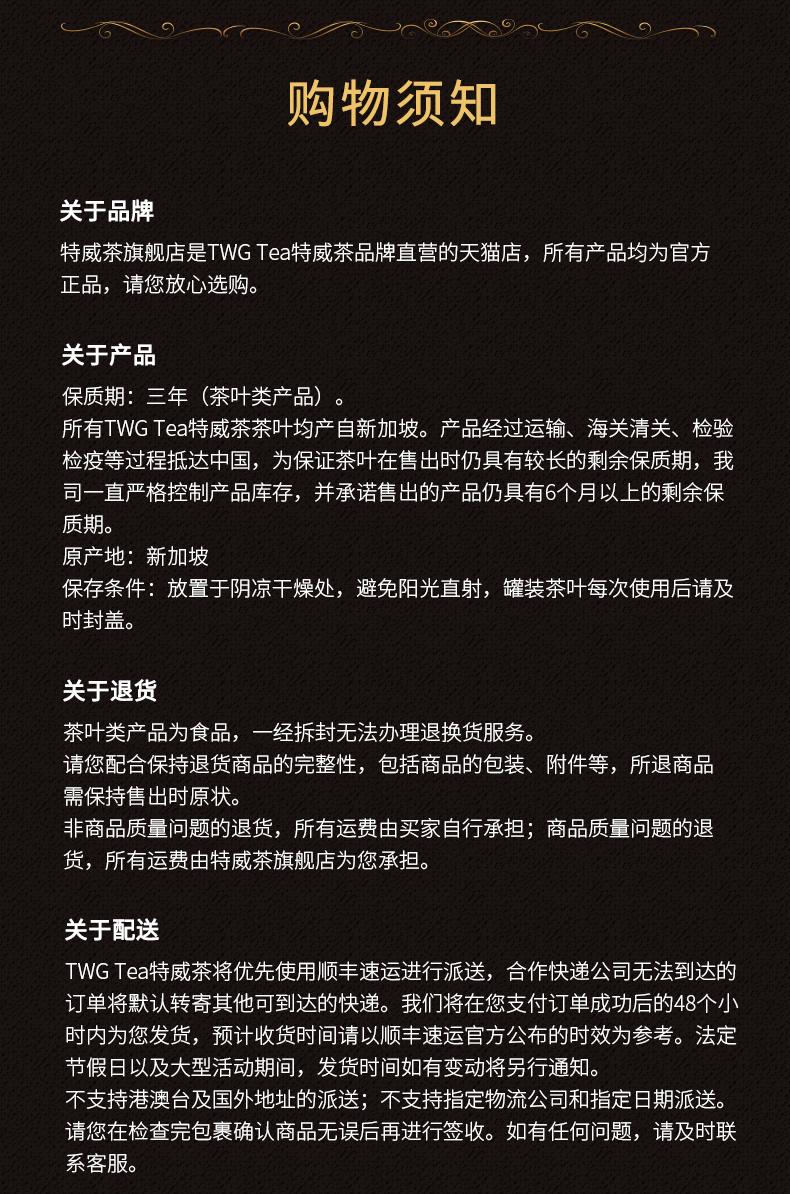 购物须知
关于品牌
特威茶旗舰店是TWG Tea特威茶品牌直营的天猫店，所有产品均为官方
正品，请您放心选购。
关于产品
保质期：三年（茶叶类产品）。
所有TWG Tea特威茶茶叶均产自新加坡。产品经过运输、海关清关、检验
检疫等过程抵达中国，为保证茶叶在售出时仍具有较长的剩余保质期，我
司一直严格控制产品库存，并承诺售出的产品仍具有6个月以上的剩余保
质期。
原产地：新加坡
保存条件：放置于阴凉干燥处，避免阳光直射，罐装茶叶每次使用后请及
时封盖。
关于退货
茶叶类产品为食品，一经拆封无法办理退换货服务。
请您配合保持退货商品的完整性，包括商品的包装、附件等，所退商品
需保持售出时原状。
非商品质量问题的退货，所有运费由买家自行承担；商品质量问题的退
货，所有运费由特威茶旗舰店为您承担。
关于配送
TWG Tea特威茶将优先使用顺丰速运进行派送，合作快递公司无法到达的
订单将默认转寄其他可到达的快递。我们将在您支付订单成功后的48个小
时内为您发货，预计收货时间请以顺丰速运官方公布的时效为参考。法定
节假日以及大型活动期间，发货时间如有变动将另行通知。
不支持港澳台及国外地址的派送；不支持指定物流公司和指定日期派送。
请您在检查完包裹确认商品无误后再进行签收。如有任何问题，请及时联
系客服。